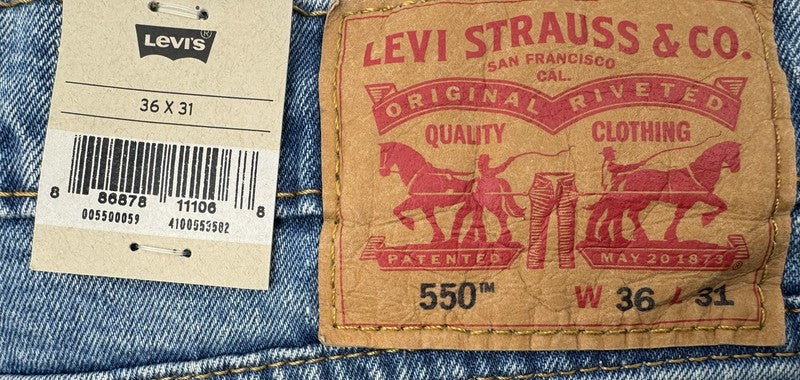 LEVI'S®
36 X 31
8 86878 11106 8
005500059 4100553582
LEVI STRAUSS & CO.
SAN FRANCISCO
CAL.
ORIGINAL RIVETED
QUALITY CLOTHING
PATENTED MAY 20 1873
550™ W 36 L 31